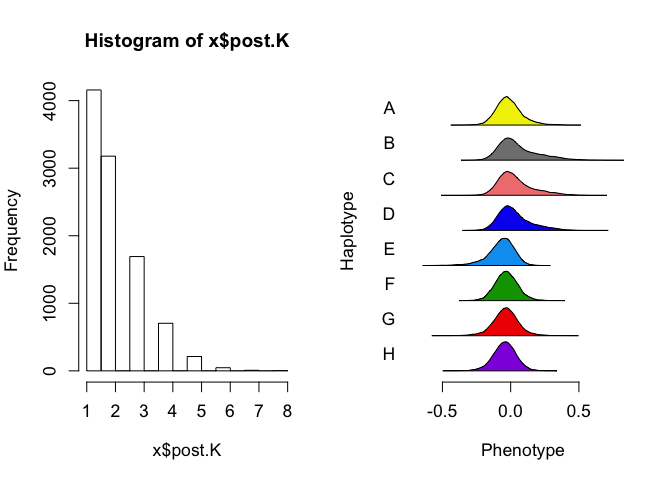 Histogram of x$post.K
Frequency
0
1000
2000
3000
4000
1 2 3 4 5 6 7 8
x$post.K
Haplotype
A
B
C
D
E
F
G
H
-0.5 0.0 0.5
Phenotype